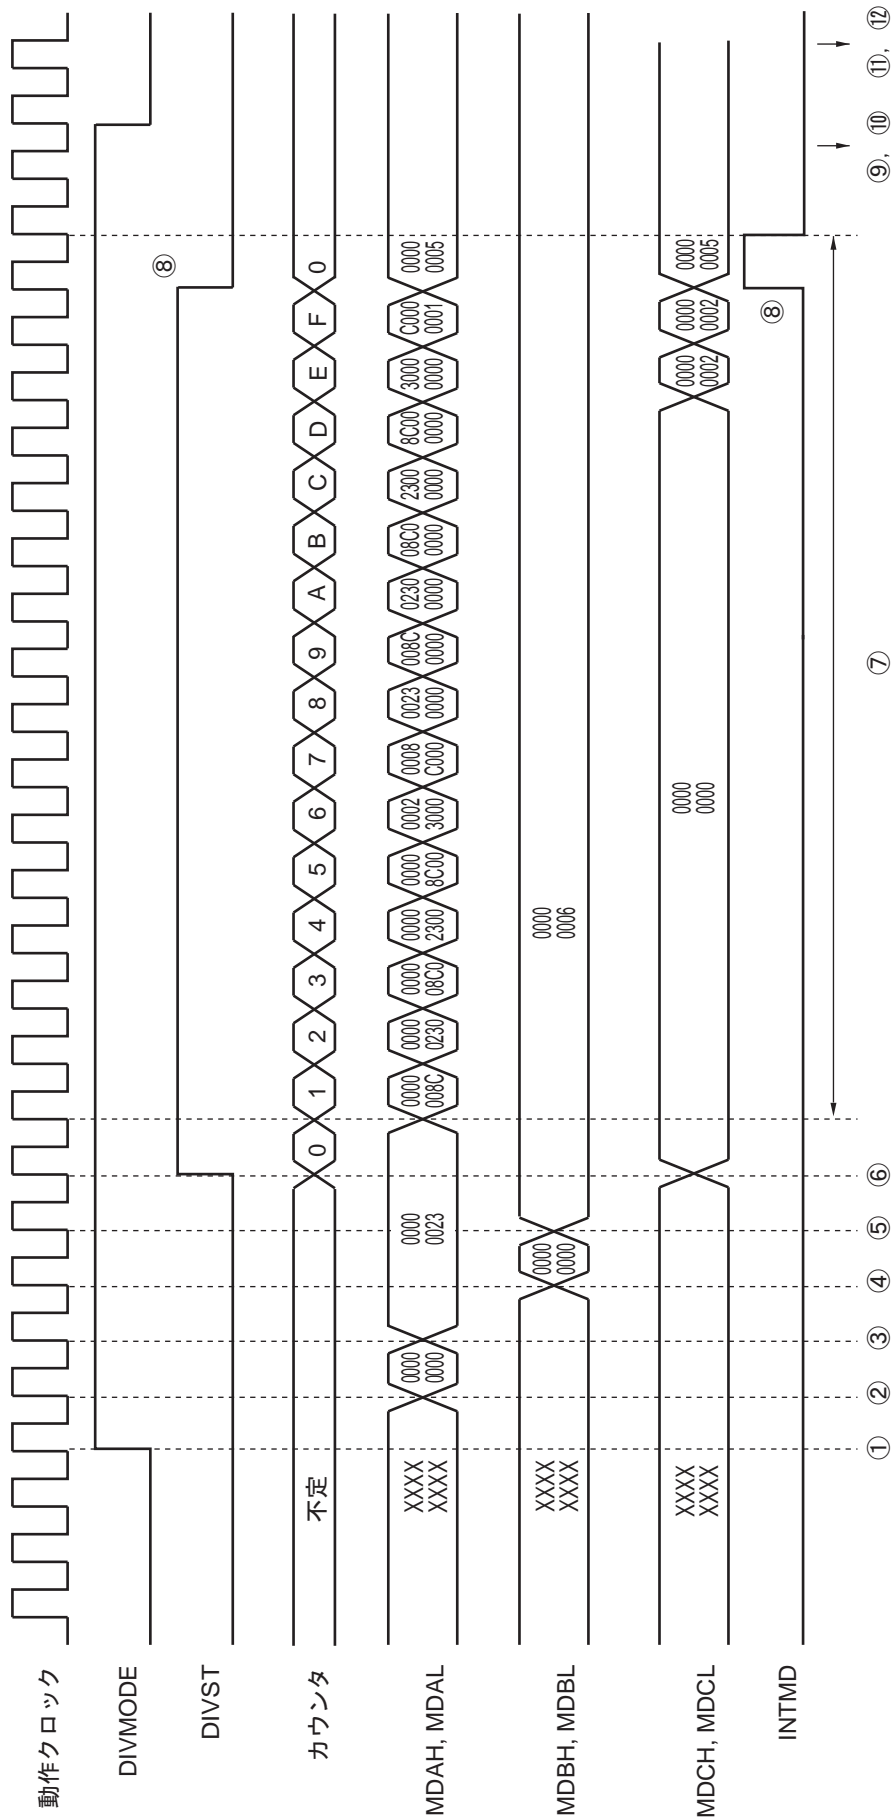 動作クロック
DIVMODE
DIVST
⑧
カウンタ
不定
0 1 2 3 4 5 6 7 8 9 A B C D E F 0
MDAH, MDAL
XXXX 0000 0000 0000 0000 0000 0000 0000 0002 0008 0023 008C 0230 08C0 2300 8C00 3000 C000 0000
XXXX 0000 0023 008C 0230 08C0 2300 8C00 3000 C000 0000 0000 0000 0000 0000 0000 0000 0001 0005
MDBH, MDBL
XXXX 0000 0000
XXXX 0000 0006
MDCH, MDCL
XXXX 0000 0000 0000 0000
XXXX 0000 0002 0002 0005
INTMD
⑧
① ② ③ ④ ⑤ ⑥ ⑦ ⑨, ⑩ ⑪, ⑫